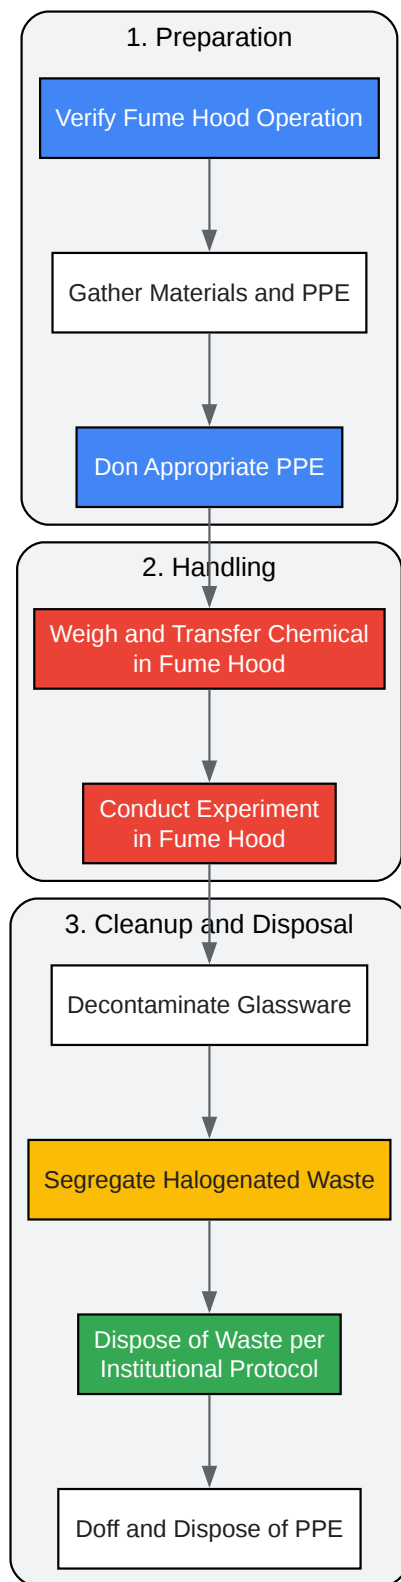 1. Preparation
Verify Fume Hood Operation
Gather Materials and PPE
Don Appropriate PPE
2. Handling
Weigh and Transfer Chemical
in Fume Hood
Conduct Experiment
in Fume Hood
3. Cleanup and Disposal
Decontaminate Glassware
Segregate Halogenated Waste
Dispose of Waste per
Institutional Protocol
Doff and Dispose of PPE